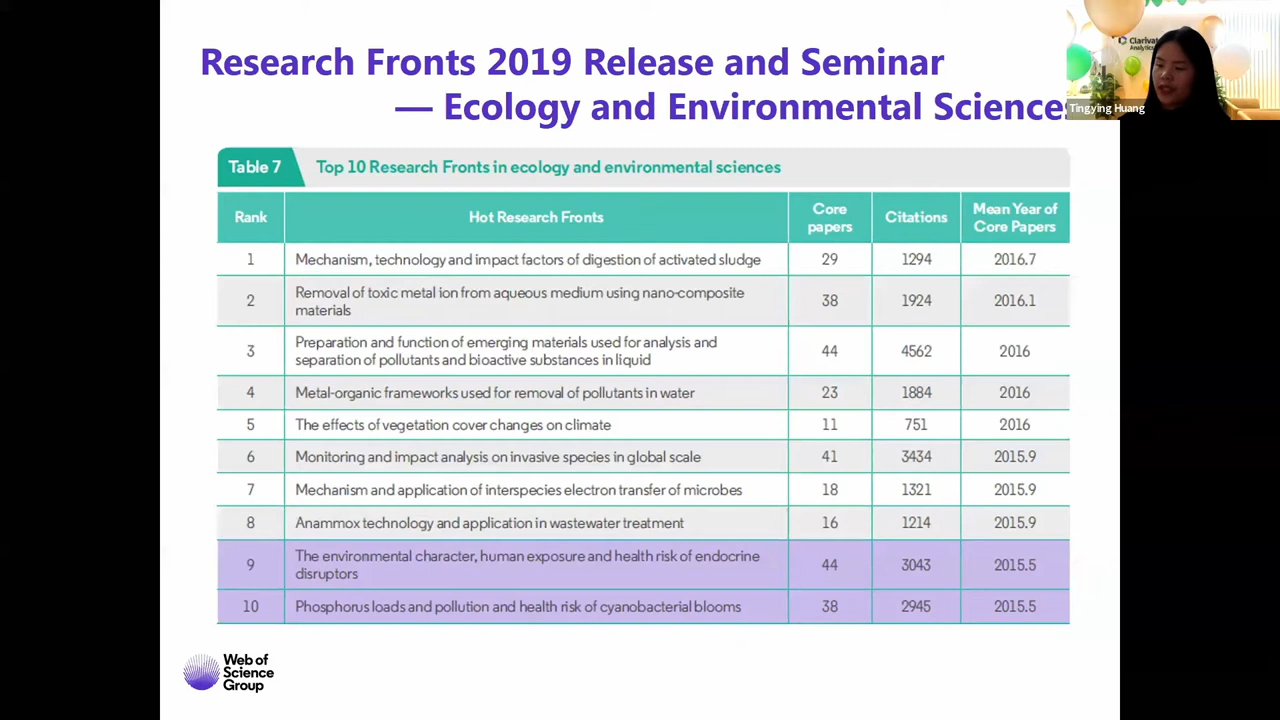 Research Fronts 2019 Release and Seminar
— Ecology and Environmental Sciences
Clarivate
Analytics
Tingying Huang
Table 7
Top 10 Research Fronts in ecology and environmental sciences
Rank
Hot Research Fronts
Core papers
Citations
Mean Year of Core Papers
1 Mechanism, technology and impact factors of digestion of activated sludge 29 1294 2016.7
2 Removal of toxic metal ion from aqueous medium using nano-composite
materials 38 1924 2016.1
3 Preparation and function of emerging materials used for analysis and
separation of pollutants and bioactive substances in liquid 44 4562 2016
4 Metal-organic frameworks used for removal of pollutants in water 23 1884 2016
5 The effects of vegetation cover changes on climate 11 751 2016
6 Monitoring and impact analysis on invasive species in global scale 41 3434 2015.9
7 Mechanism and application of interspecies electron transfer of microbes 18 1321 2015.9
8 Anammox technology and application in wastewater treatment 16 1214 2015.9
9 The environmental character, human exposure and health risk of endocrine
disruptors 44 3043 2015.5
10 Phosphorus loads and pollution and health risk of cyanobacterial blooms 38 2945 2015.5
Web of
Science
Group